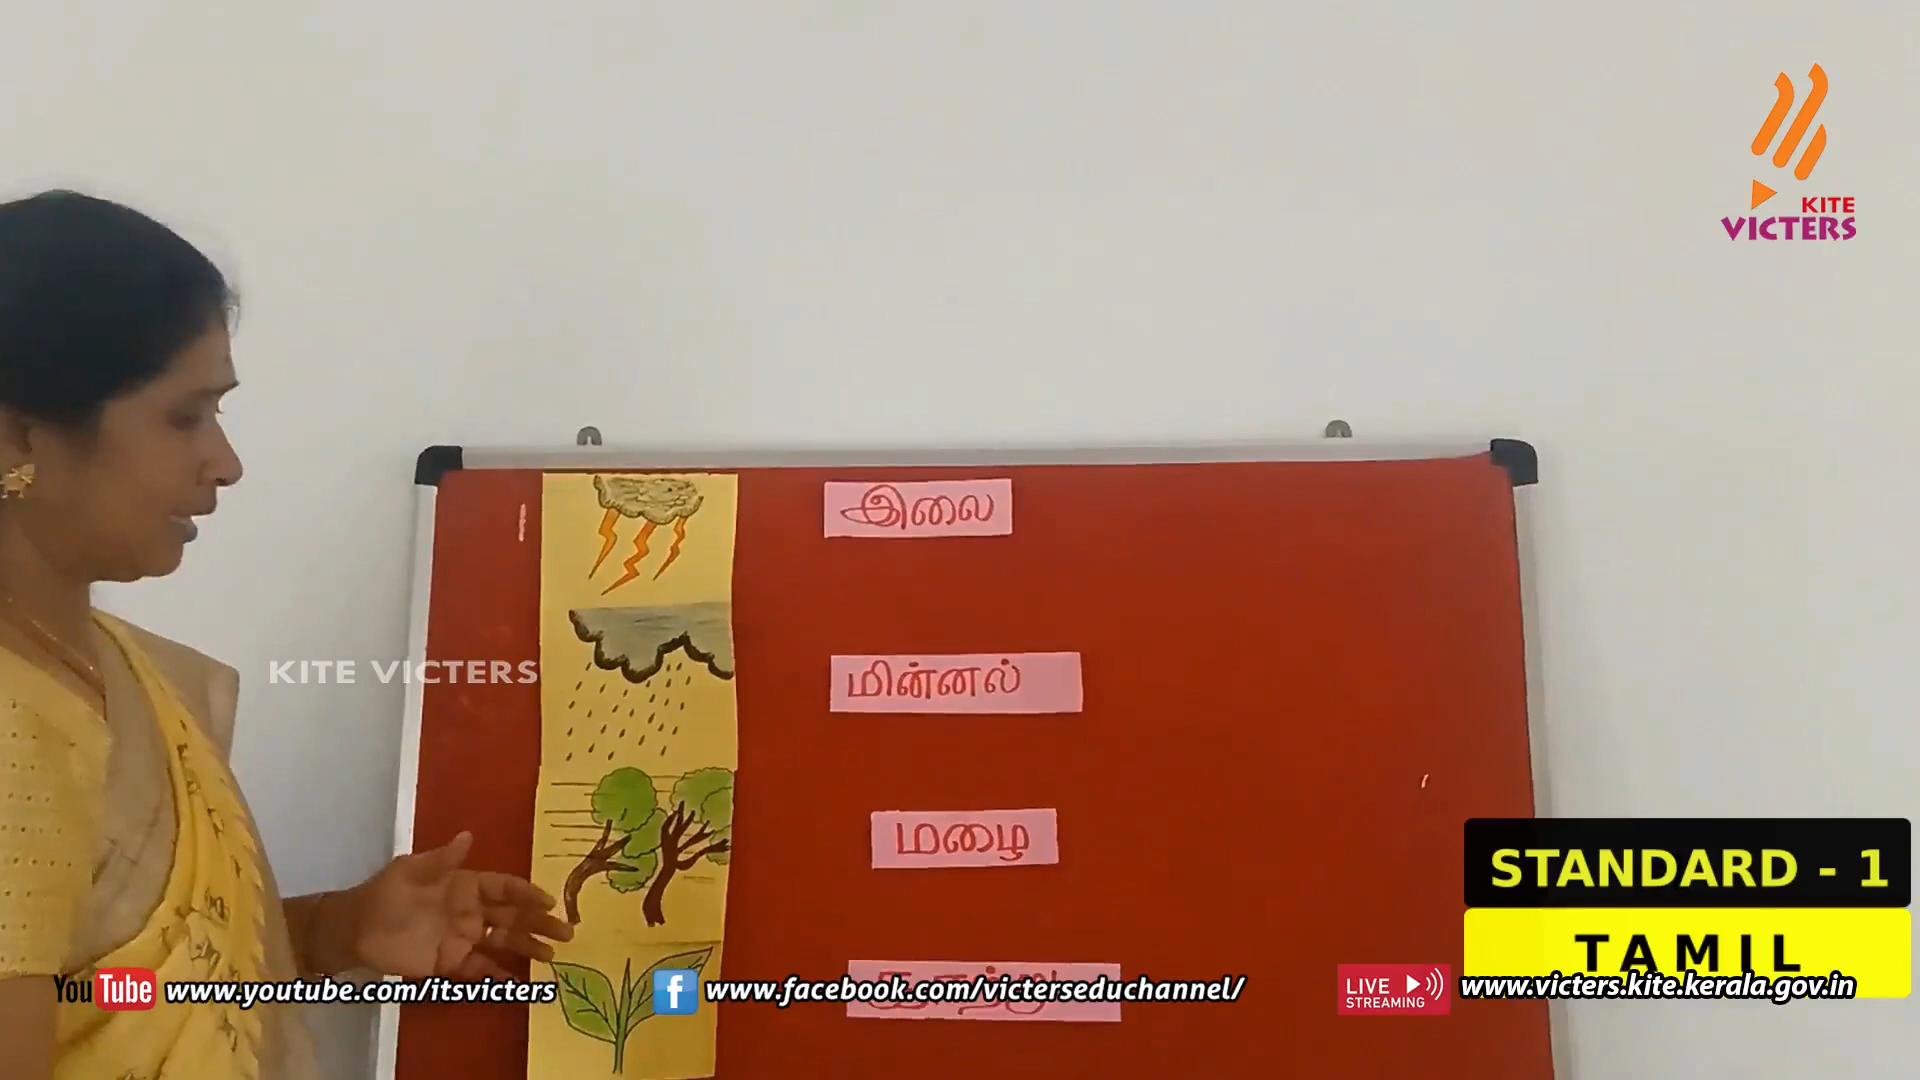 KITE
VICTERS
இலை
KITE VICTERS
மின்னல்
மழை
STANDARD - 1
TAMIL
YouTube www.youtube.com/itsvicters
f www.facebook.com/victerseduchannel/
LIVE
STREAMING
www.victers.kite.kerala.gov.in